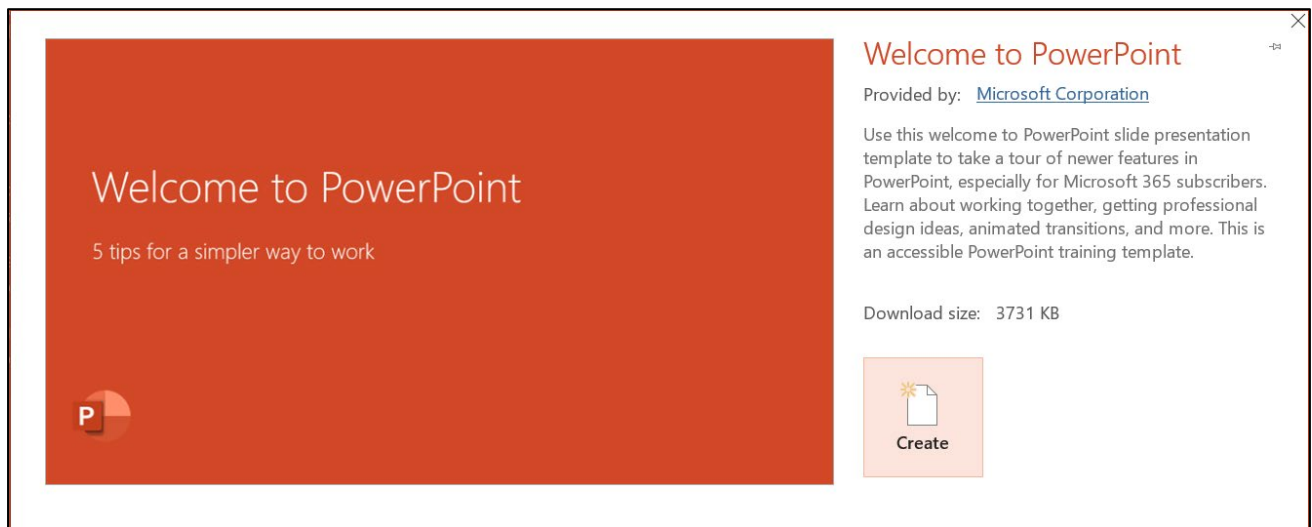 Welcome to PowerPoint
5 tips for a simpler way to work
P
Welcome to PowerPoint
Provided by: Microsoft Corporation
Use this welcome to PowerPoint slide presentation
template to take a tour of newer features in
PowerPoint, especially for Microsoft 365 subscribers.
Learn about working together, getting professional
design ideas, animated transitions, and more. This is
an accessible PowerPoint training template.
Download size: 3731 KB
Create